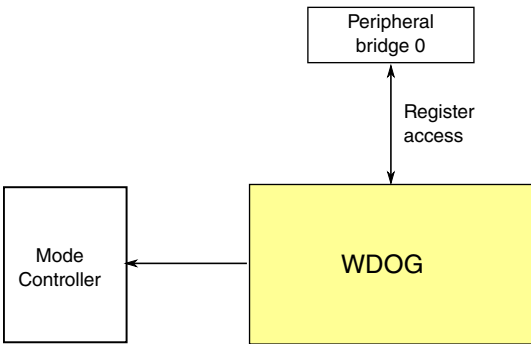 Peripheral
bridge 0
Register
access
Mode
Controller
WDOG